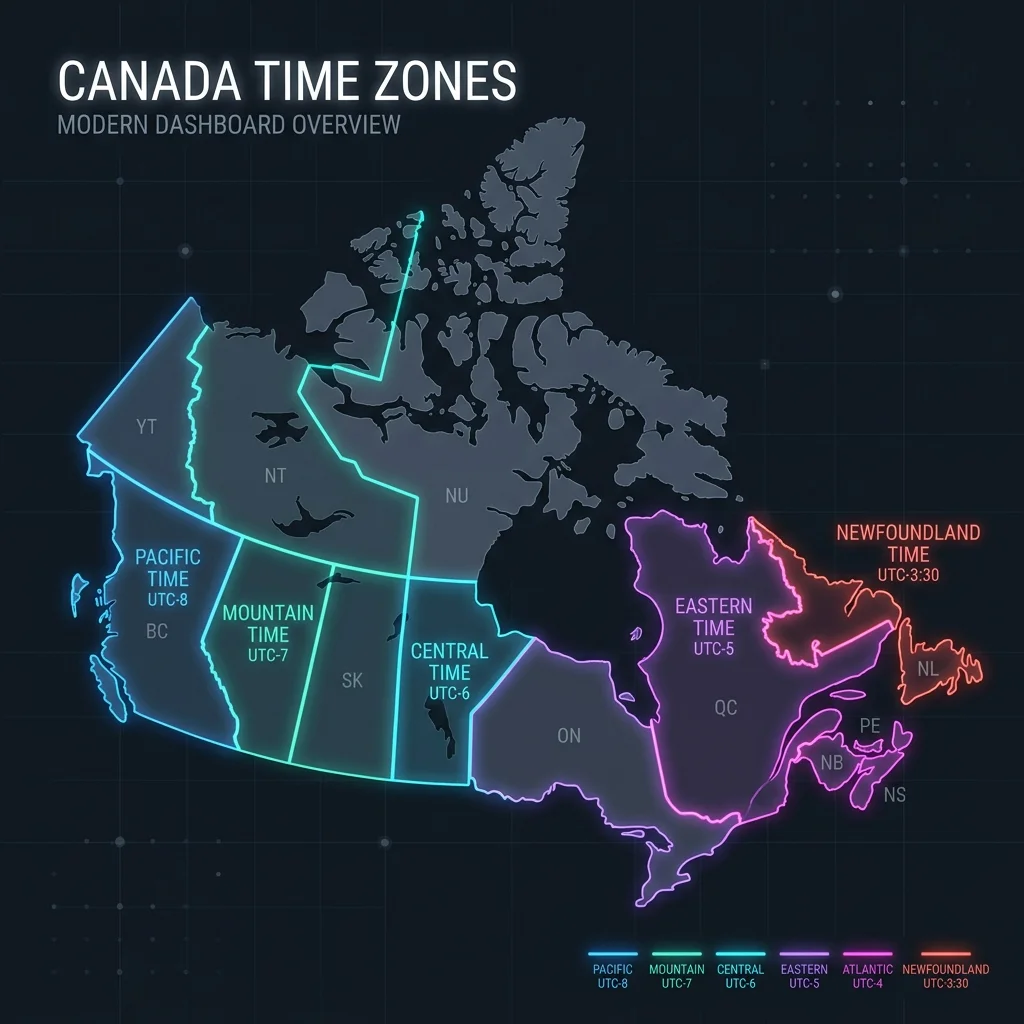 CANADA TIME ZONES
MODERN DASHBOARD OVERVIEW
YT
NT
NU
NEWFOUNDLAND
TIME
UTC-3:30
PACIFIC
TIME
UTC-8
BC
MOUNTAIN
TIME
UTC-7
SK
CENTRAL
TIME
UTC-6
EASTERN
TIME
UTC-5
QC
ON
NL
PE
NB
NS
PACIFIC
UTC-8
MOUNTAIN
UTC-7
CENTRAL
UTC-6
EASTERN
UTC-5
ATLANTIC
UTC-4
NEWFOUNDLAND
UTC-3:30